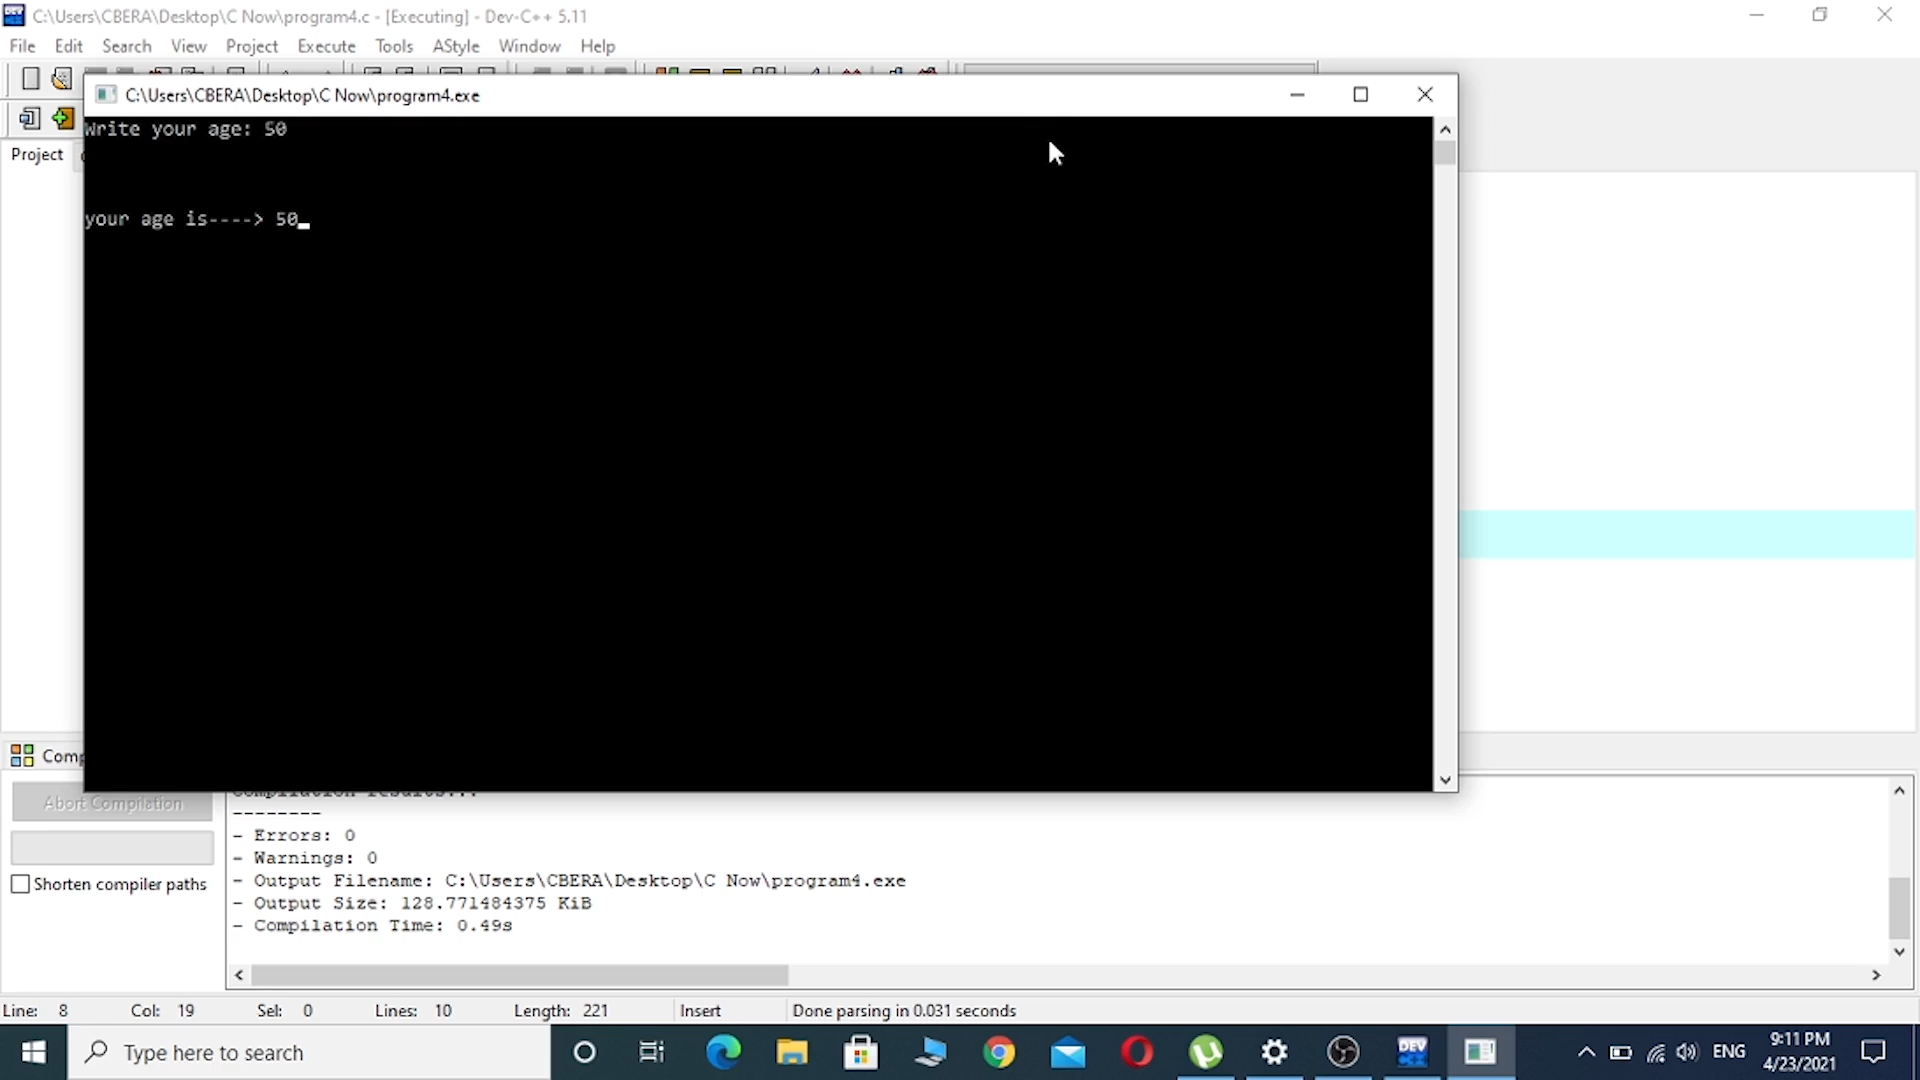 C:\Users\CBERA\Desktop\C Now\program4.c - [Executing] - Dev-C++ 5.11
File Edit Search View Project Execute Tools AStyle Window Help
C:\Users\CBERA\Desktop\C Now\program4.exe
Write your age: 50
Project
your age is----> 50
Comp
Abort Compilation
Compilation results...
--------
- Errors: 0
- Warnings: 0
Shorten compiler paths
- Output Filename: C:\Users\CBERA\Desktop\C Now\program4.exe
- Output Size: 128.771484375 KiB
- Compilation Time: 0.49s
Line: 8 Col: 19 Sel: 0 Lines: 10 Length: 221 Insert Done parsing in 0.031 seconds
Type here to search
DEV
ENG
9:11 PM
4/23/2021